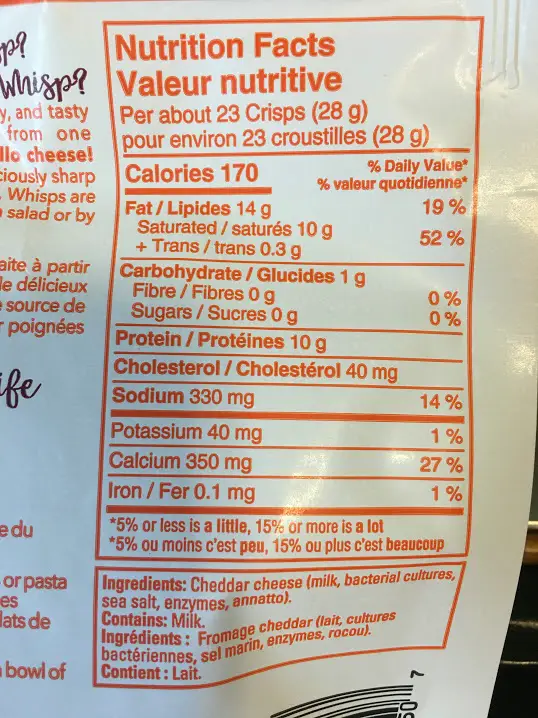 Whisp?
y, and tasty
from one
llo cheese!
ciously sharp
Whisps are
salad or by
aite à partir
le délicieux
source de
poignées
ife
e du
or pasta
es
lats de
bowl of
Nutrition Facts
Valeur nutritive
Per about 23 Crisps (28 g)
pour environ 23 croustilles (28 g)
Calories 170
% Daily Value*
% valeur quotidienne*
Fat / Lipides 14 g 19 %
Saturated / saturés 10 g
+ Trans / trans 0.3 g 52 %
Carbohydrate / Glucides 1 g
Fibre / Fibres 0 g 0 %
Sugars / Sucres 0 g 0 %
Protein / Protéines 10 g
Cholesterol / Cholestérol 40 mg
Sodium 330 mg 14 %
Potassium 40 mg 1 %
Calcium 350 mg 27 %
Iron / Fer 0.1 mg 1 %
*5% or less is a little, 15% or more is a lot
*5% ou moins c'est peu, 15% ou plus c'est beaucoup
Ingredients: Cheddar cheese (milk, bacterial cultures,
sea salt, enzymes, annatto).
Contains: Milk.
Ingrédients : Fromage cheddar (lait, cultures
bactériennes, sel marin, enzymes, rocou).
Contient : Lait.
7